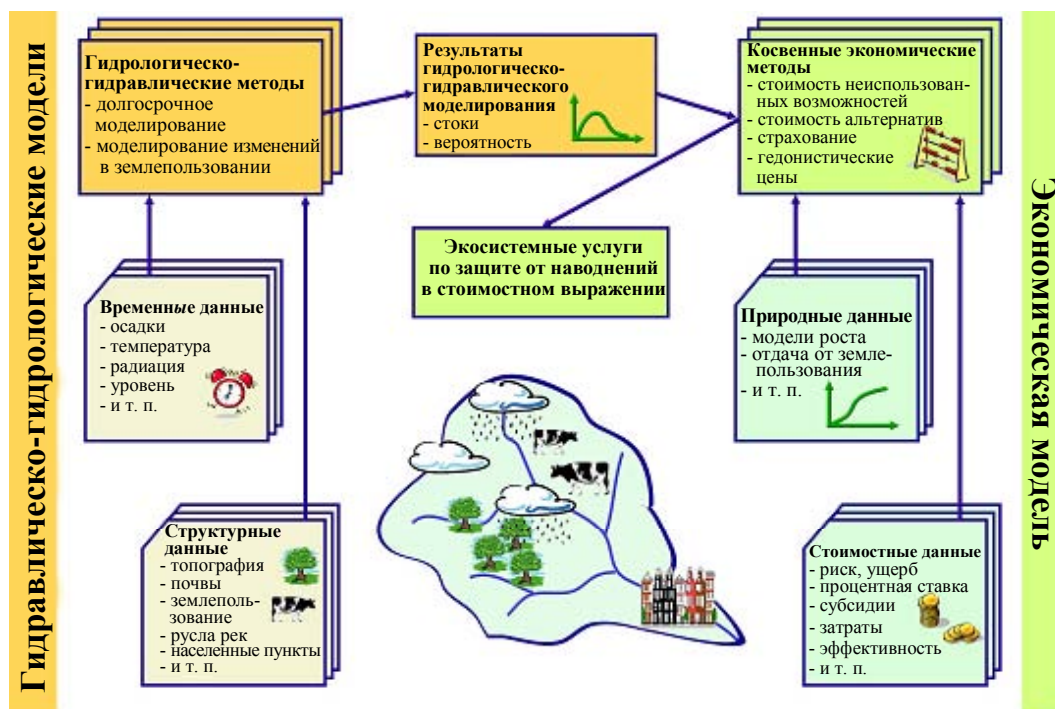 Гидравлическо-гидрологические модели
Гидрологическо-
гидравлические методы
- долгосрочное
моделирование
- моделирование изменений
в землепользовании
Результаты
гидрологическо-
гидравлического
моделирования
- стоки
- вероятность
Косвенные экономические
методы
- стоимость неиспользован-
ных возможностей
- стоимость альтернатив
- страхование
- гедонистические
цены
Экосистемные услуги
по защите от наводнений
в стоимостном выражении
Временные данные
- осадки
- температура
- радиация
- уровень
- и т. п.
Природные данные
- модели роста
- отдача от земле-
пользования
- и т. п.
Структурные
данные
- топография
- почвы
- землеполь-
зование
- русла рек
- населенные пункты
- и т. п.
Стоимостные данные
- риск, ущерб
- процентная ставка
- субсидии
- затраты
- эффективность
- и т. п.
Экономическая модель